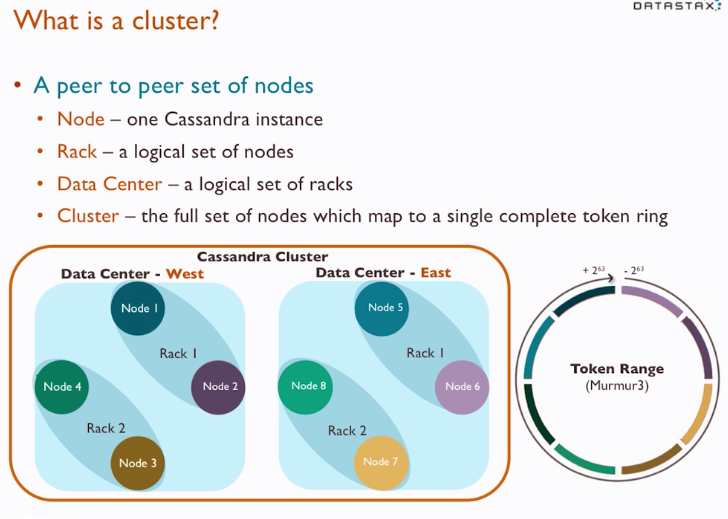 DATASTAX
What is a cluster?
• A peer to peer set of nodes
• Node – one Cassandra instance
• Rack – a logical set of nodes
• Data Center – a logical set of racks
• Cluster – the full set of nodes which map to a single complete token ring
Cassandra Cluster
Data Center - West
Data Center - East
Node 1
Rack 1
Node 4
Node 2
Rack 2
Node 3
Node 5
Rack 1
Node 8
Node 6
Rack 2
Node 7
+ 2⁶³
- 2⁶³
Token Range
(Murmur3)